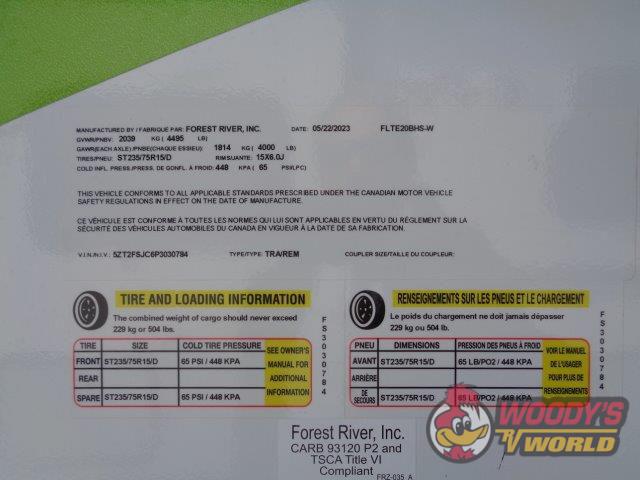 MANUFACTURED BY / FABRIQUÉ PAR: FOREST RIVER, INC. DATE: 05/22/2023 FLTE20BHS-W
GVWR/PNBV: 2039 KG ( 4495 LB)
GAWR(EACH AXLE) /PNBE(CHAQUE ESSIEU): 1814 KG ( 4000 LB)
TIRES/PNEU: ST235/75R15/D RIMS/JANTE: 15X6.0J
COLD INFL. PRESS./PRESS. DE GONFL. À FROID: 448 KPA ( 65 PSI/LPC)
THIS VEHICLE CONFORMS TO ALL APPLICABLE STANDARDS PRESCRIBED UNDER THE CANADIAN MOTOR VEHICLE
SAFETY REGULATIONS IN EFFECT ON THE DATE OF MANUFACTURE.
CE VÉHICULE EST CONFORME À TOUTES LES NORMES QUI LUI SONT APPLICABLES EN VERTU DU RÈGLEMENT SUR LA
SÉCURITÉ DES VÉHICULES AUTOMOBILES DU CANADA EN VIGUEUR À LA DATE DE SA FABRICATION.
V.I.N./N.I.V.: 5ZT2FSJC6P3030784 TYPE/TYPE: TRA/REM COUPLER SIZE/TAILLE DU COUPLEUR:
TIRE AND LOADING INFORMATION
The combined weight of cargo should never exceed
229 kg or 504 lbs.
TIRE SIZE COLD TIRE PRESSURE
FRONT ST235/75R15/D 65 PSI / 448 KPA
REAR
SPARE ST235/75R15/D 65 PSI / 448 KPA
SEE OWNER'S
MANUAL FOR
ADDITIONAL
INFORMATION
FS3030784
RENSEIGNEMENTS SUR LES PNEUS ET LE CHARGEMENT
Le poids du chargement ne doit jamais dépasser
229 kg ou 504 lb.
PNEU DIMENSIONS PRESSION DES PNEUS À FROID
AVANT ST235/75R15/D 65 LB/PO2 / 448 KPA
ARRIÈRE
DE
SECOURS ST235/75R15/D 65 LB/PO2 / 448 KPA
VOIR LE MANUEL
DE L'USAGER
POUR PLUS DE
RENSEIGNEMENTS
FS3030784
Forest River, Inc.
CARB 93120 P2 and
TSCA Title VI
Compliant
FRZ-035 A
WOODY'S
RV WORLD